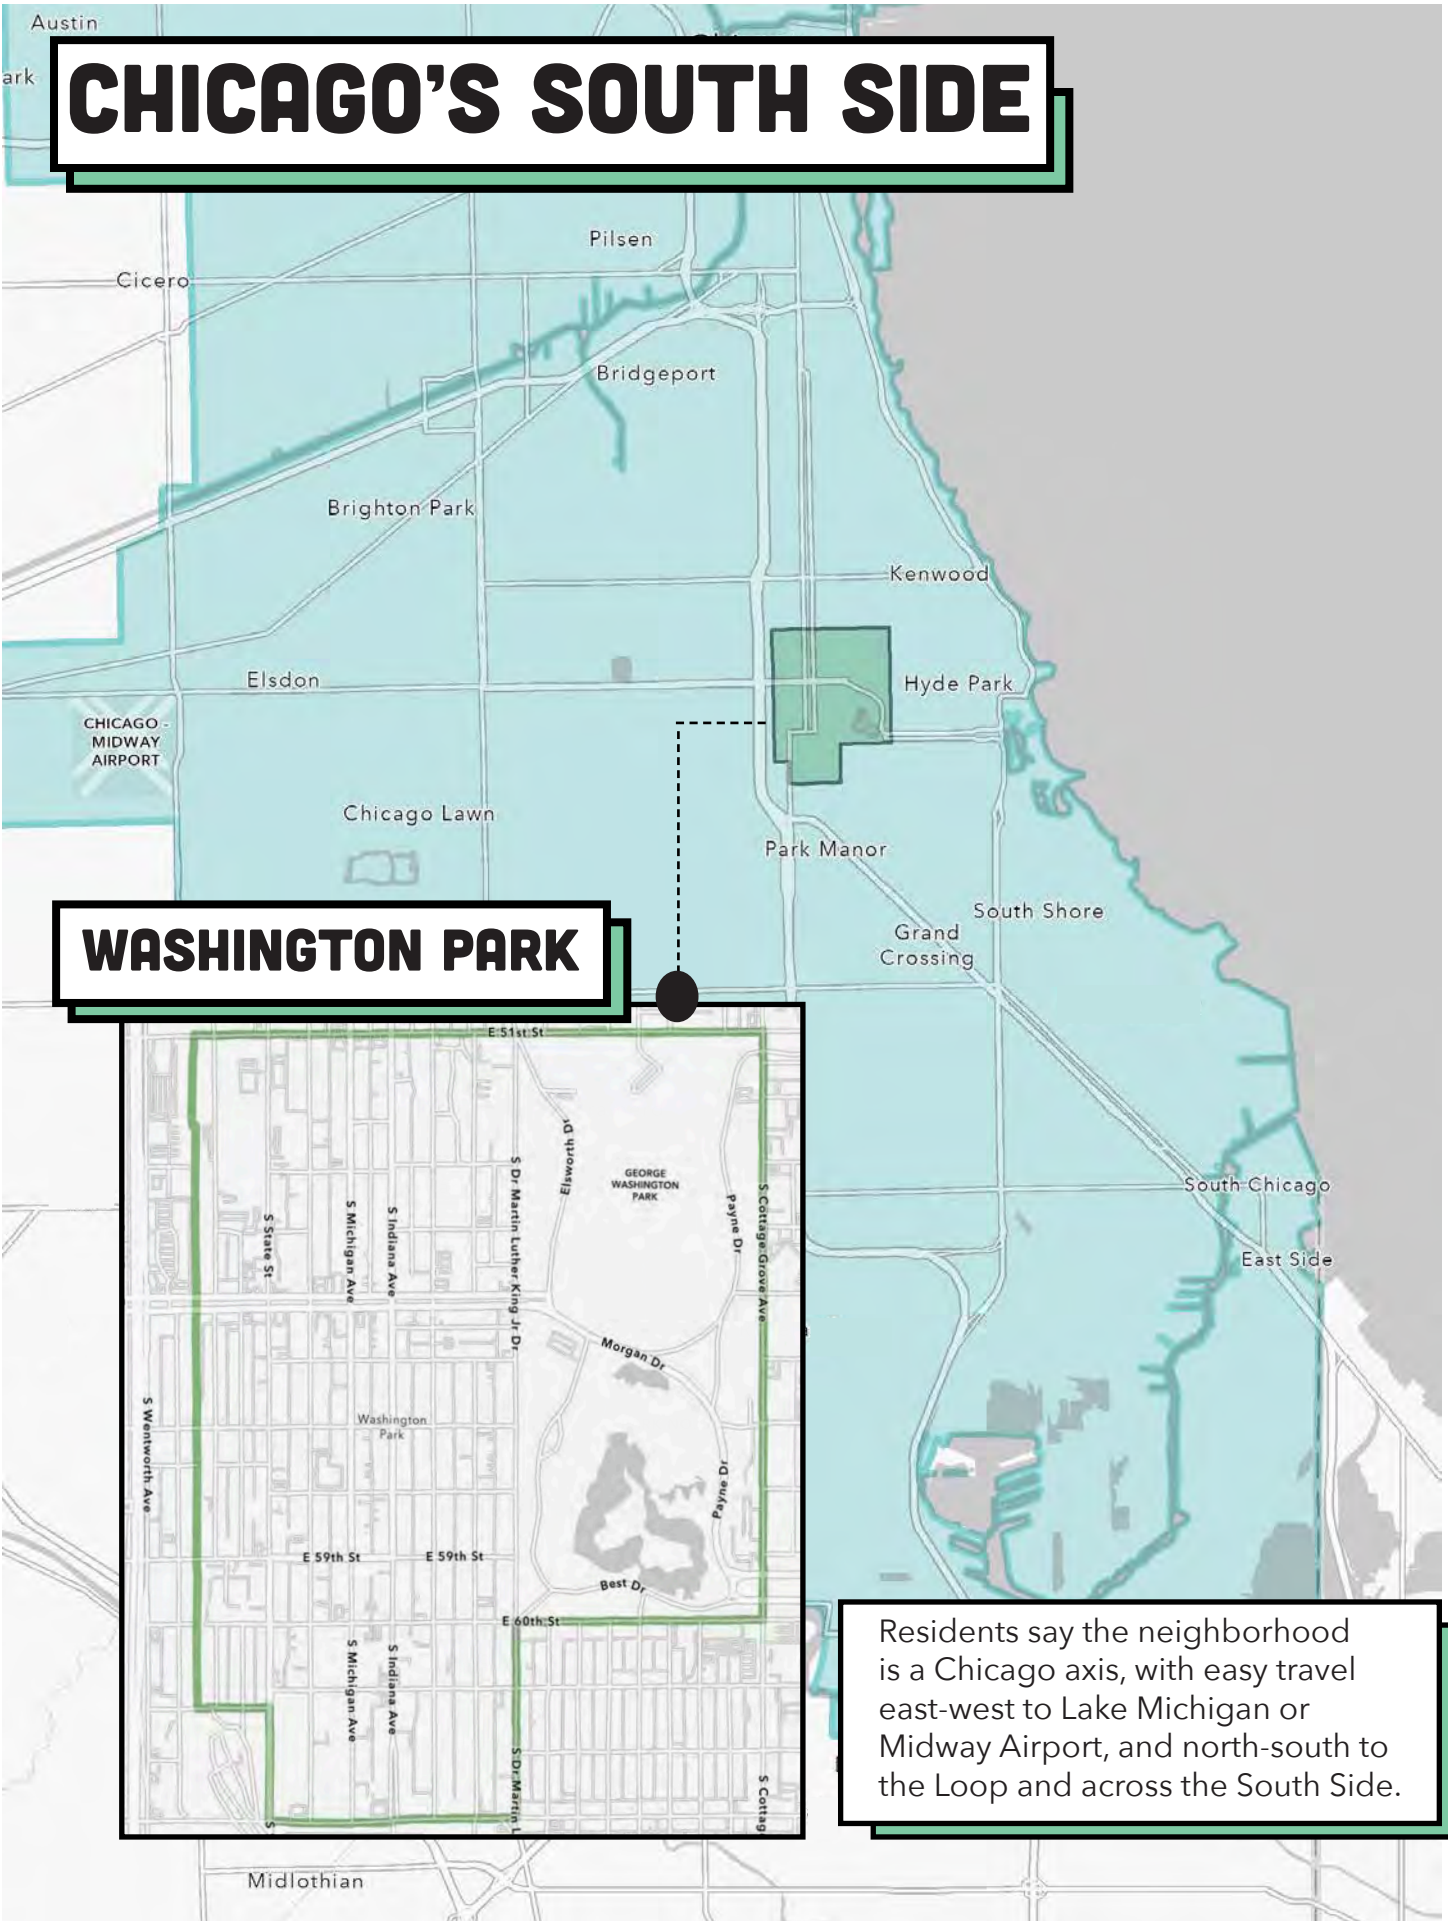 Austin
ark
CHICAGO'S SOUTH SIDE
Pilsen
Cicero
Bridgeport
Brighton Park
Kenwood
Elsdon
Hyde Park
CHICAGO -
MIDWAY
AIRPORT
Chicago Lawn
Park Manor
South Shore
Grand
Crossing
WASHINGTON PARK
E 51st St
Elsworth Dr
GEORGE
WASHINGTON
PARK
S Dr Martin Luther King Jr Dr
Payne Dr
S Cottage Grove Ave
S State St
S Michigan Ave
S Indiana Ave
South Chicago
East Side
Morgan Dr
S Wentworth Ave
Washington
Park
Payne Dr
E 59th St
E 59th St
Best Dr
E 60th St
S Michigan Ave
S Indiana Ave
S Dr Martin L
S Cottag
S
Residents say the neighborhood
is a Chicago axis, with easy travel
east-west to Lake Michigan or
Midway Airport, and north-south to
the Loop and across the South Side.
Midlothian